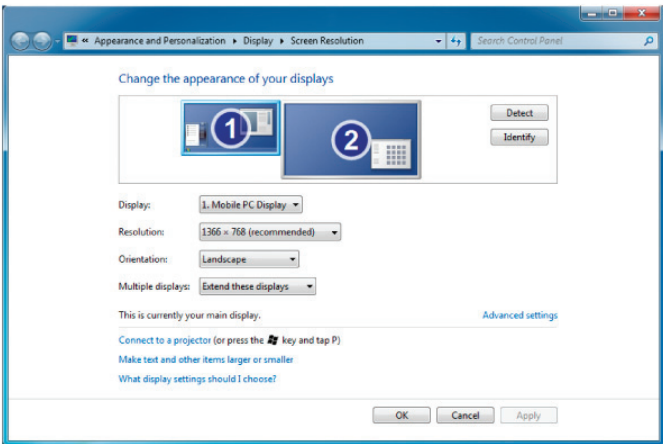 « Appearance and Personalization ▸ Display ▸ Screen Resolution
Search Control Panel
Change the appearance of your displays
1
2
Detect
Identify
Display: 1. Mobile PC Display
Resolution: 1366 × 768 (recommended)
Orientation: Landscape
Multiple displays: Extend these displays
This is currently your main display. Advanced settings
Connect to a projector (or press the key and tap P)
Make text and other items larger or smaller
What display settings should I choose?
OK Cancel Apply